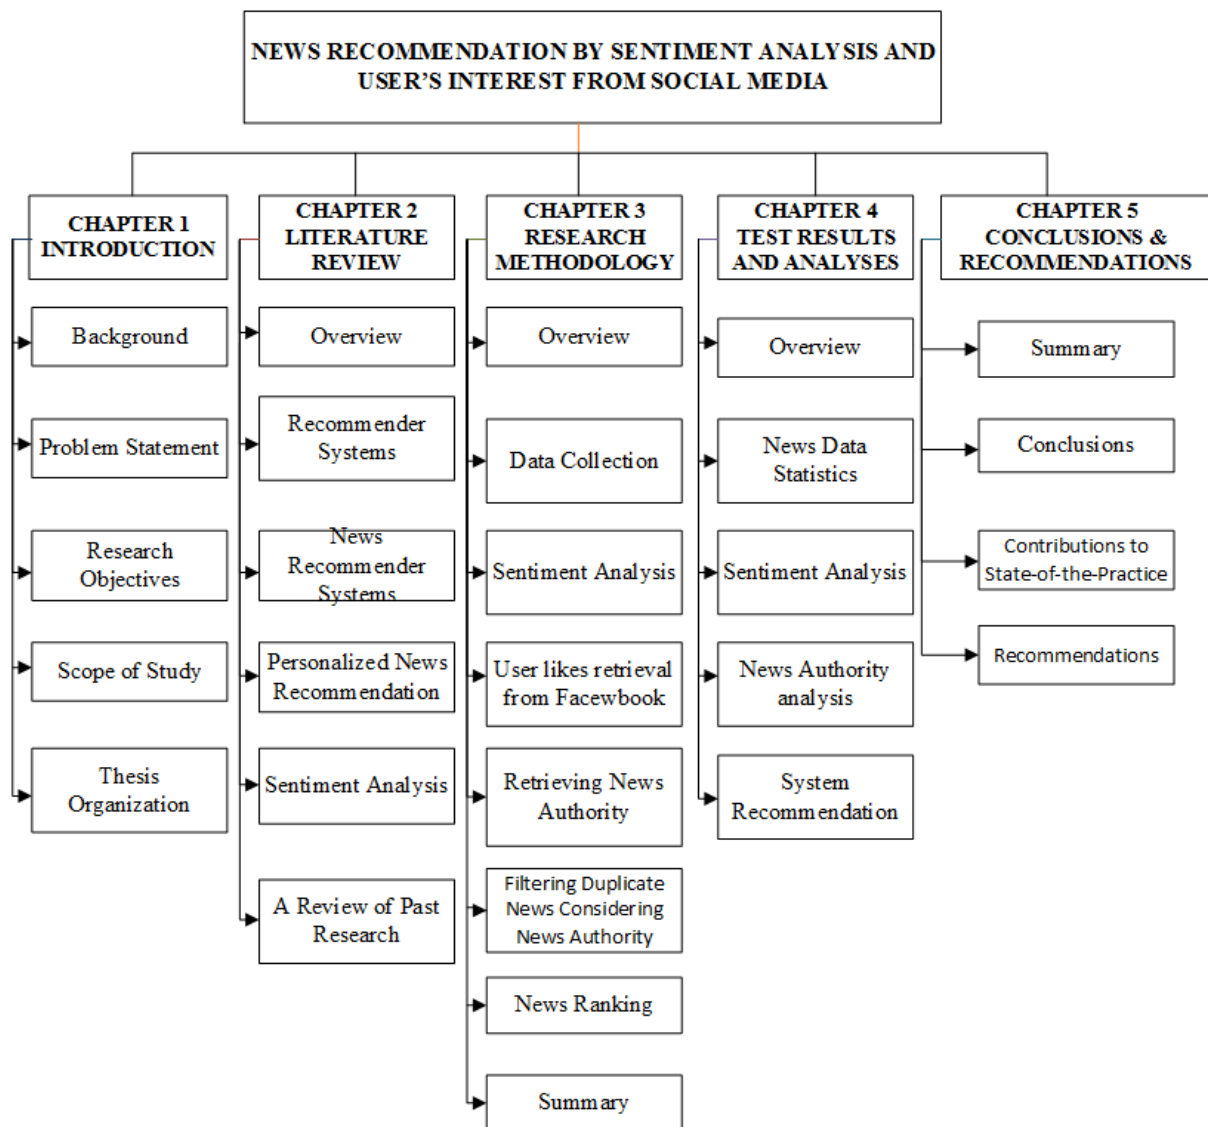 NEWS RECOMMENDATION BY SENTIMENT ANALYSIS AND
USER'S INTEREST FROM SOCIAL MEDIA
CHAPTER 1
INTRODUCTION
Background
Problem Statement
Research
Objectives
Scope of Study
Thesis
Organization
CHAPTER 2
LITERATURE
REVIEW
Overview
Recommender
Systems
News
Recommender
Systems
Personalized News
Recommendation
Sentiment Analysis
A Review of Past
Research
CHAPTER 3
RESEARCH
METHODOLOGY
Overview
Data Collection
Sentiment Analysis
User likes retrieval
from Facewbook
Retrieving News
Authority
Filtering Duplicate
News Considering
News Authority
News Ranking
Summary
CHAPTER 4
TEST RESULTS
AND ANALYSES
Overview
News Data
Statistics
Sentiment Analysis
News Authority
analysis
System
Recommendation
CHAPTER 5
CONCLUSIONS &
RECOMMENDATIONS
Summary
Conclusions
Contributions to
State-of-the-Practice
Recommendations